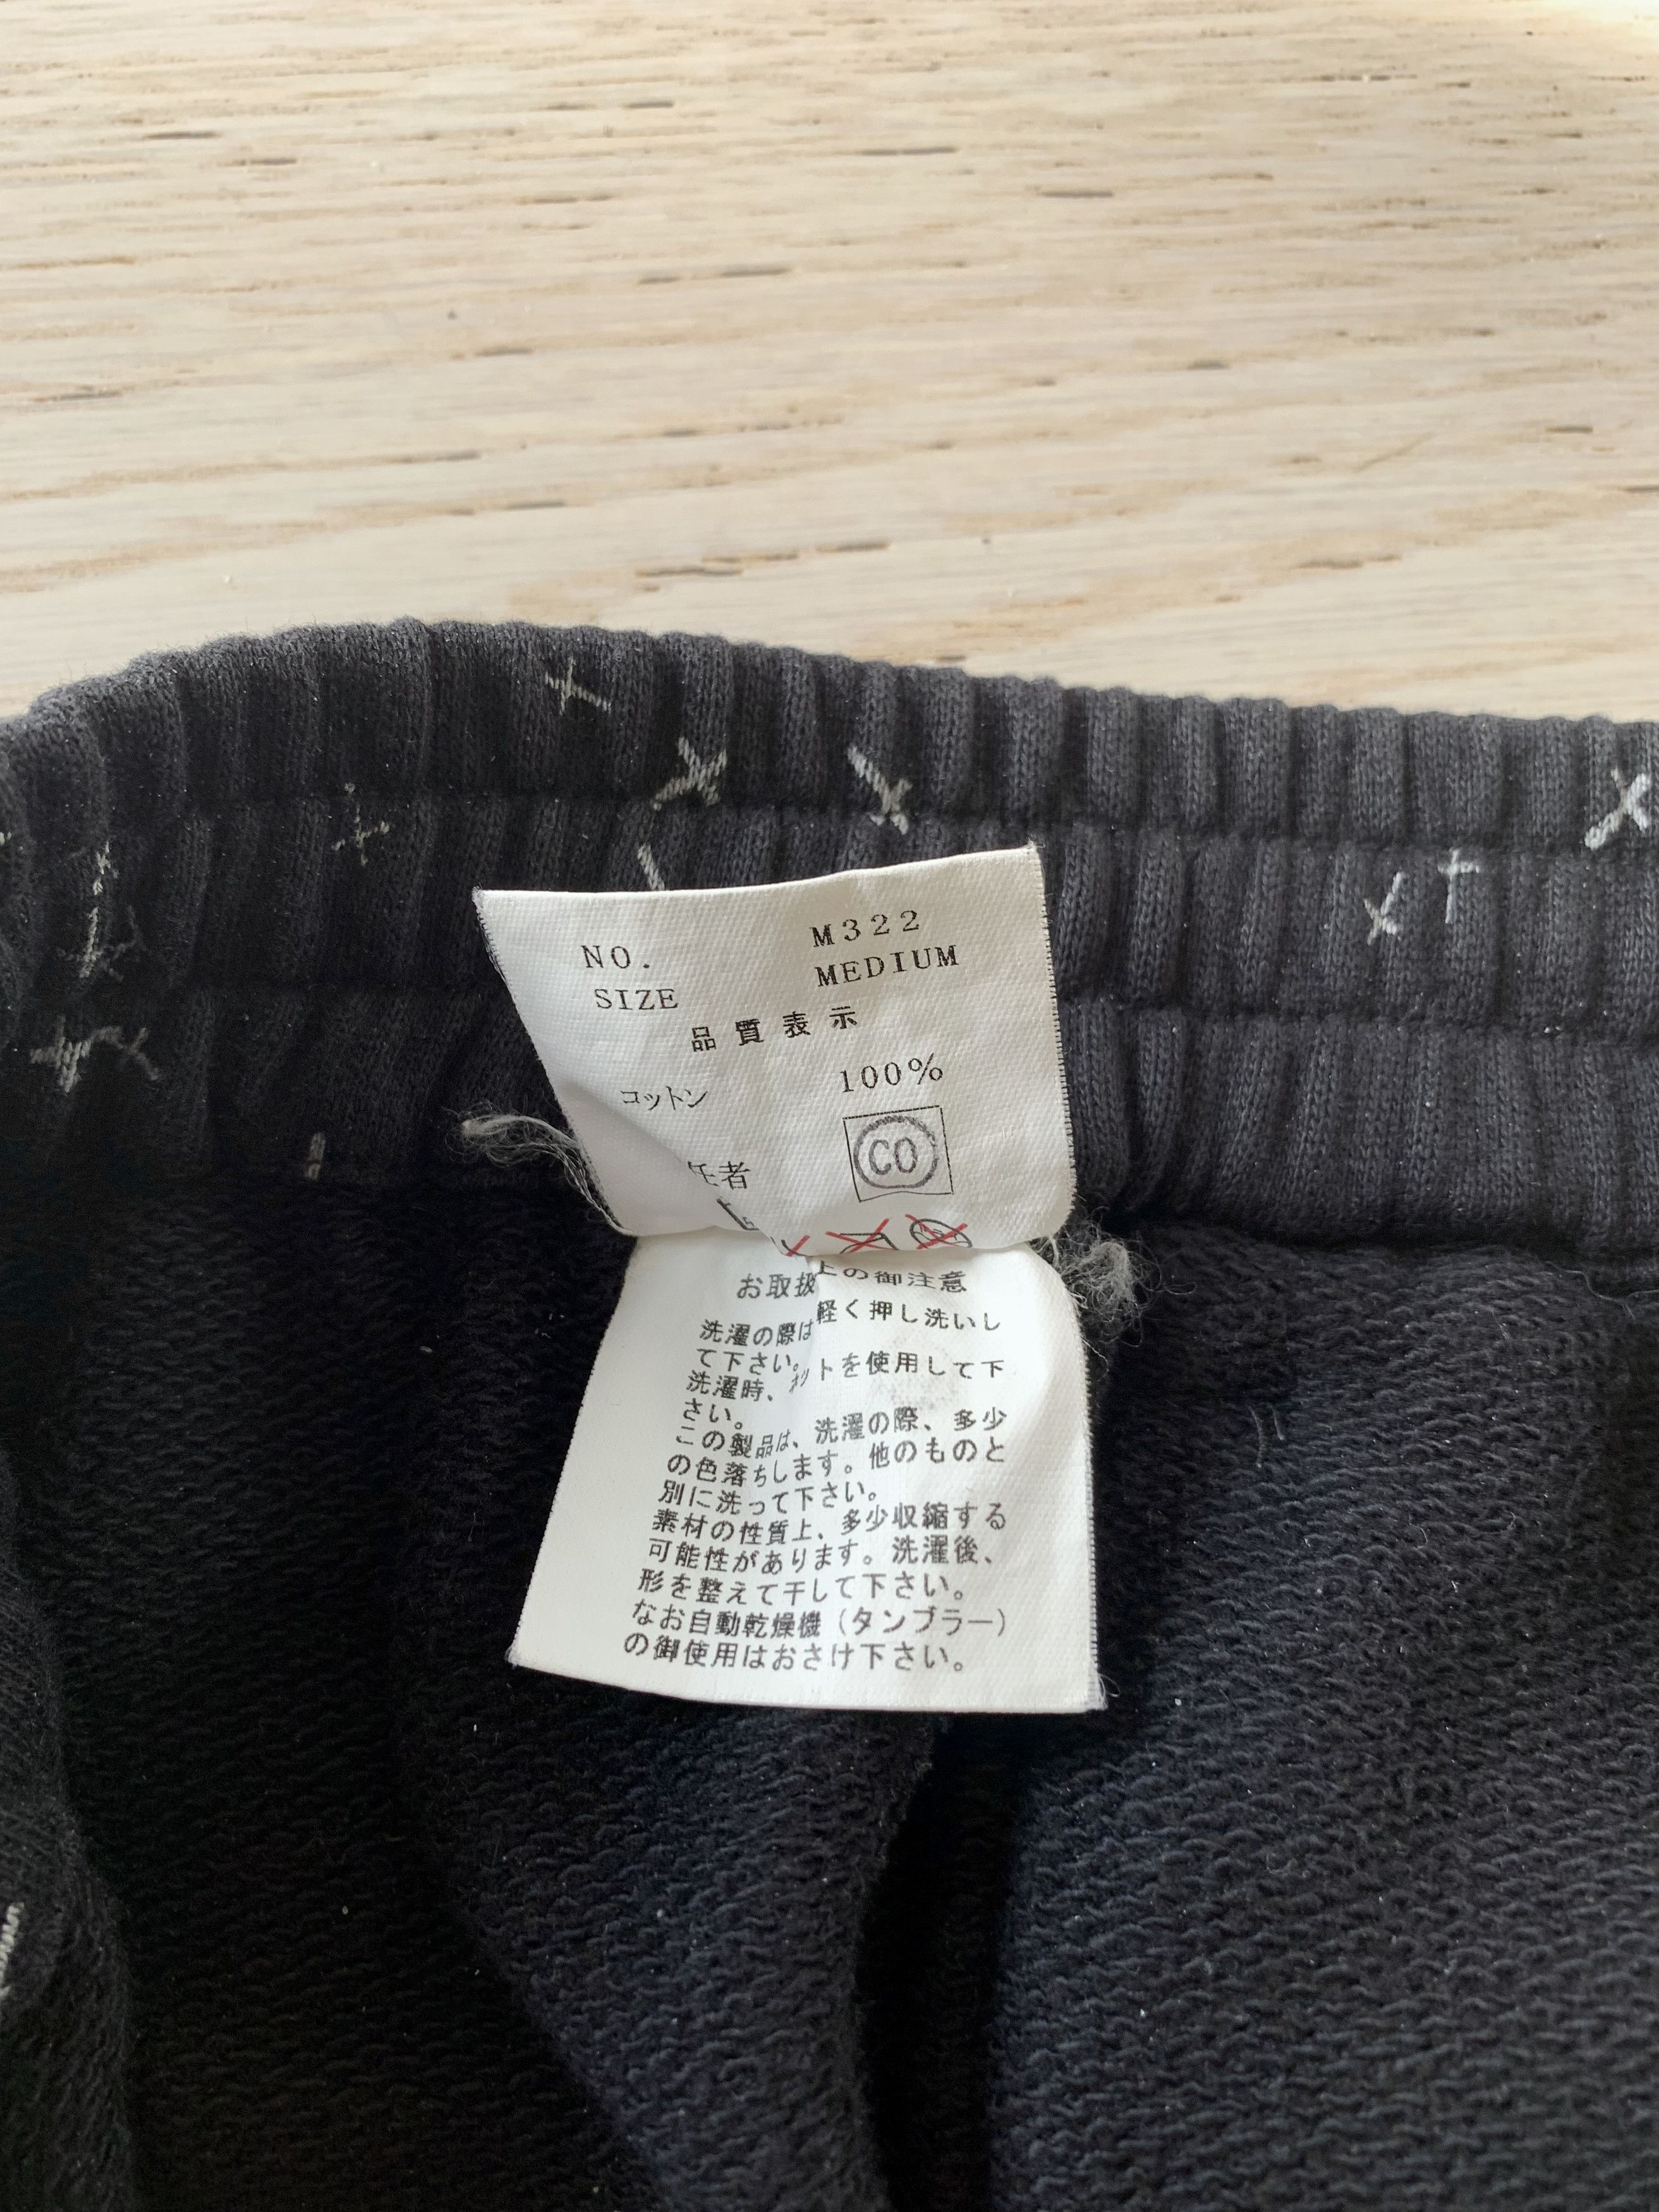 NO. M322
SIZE MEDIUM
品質表示
コットン 100%
任者 CO
お取扱上の御注意
洗濯の際は軽く押し洗いし
て下さい。
洗濯時、ネットを使用して下
さい。
この製品は、洗濯の際、多少
の色落ちします。他のものと
別に洗って下さい。
素材の性質上、多少収縮する
可能性があります。洗濯後、
形を整えて干して下さい。
なお自動乾燥機(タンブラー)
の御使用はおさけ下さい。